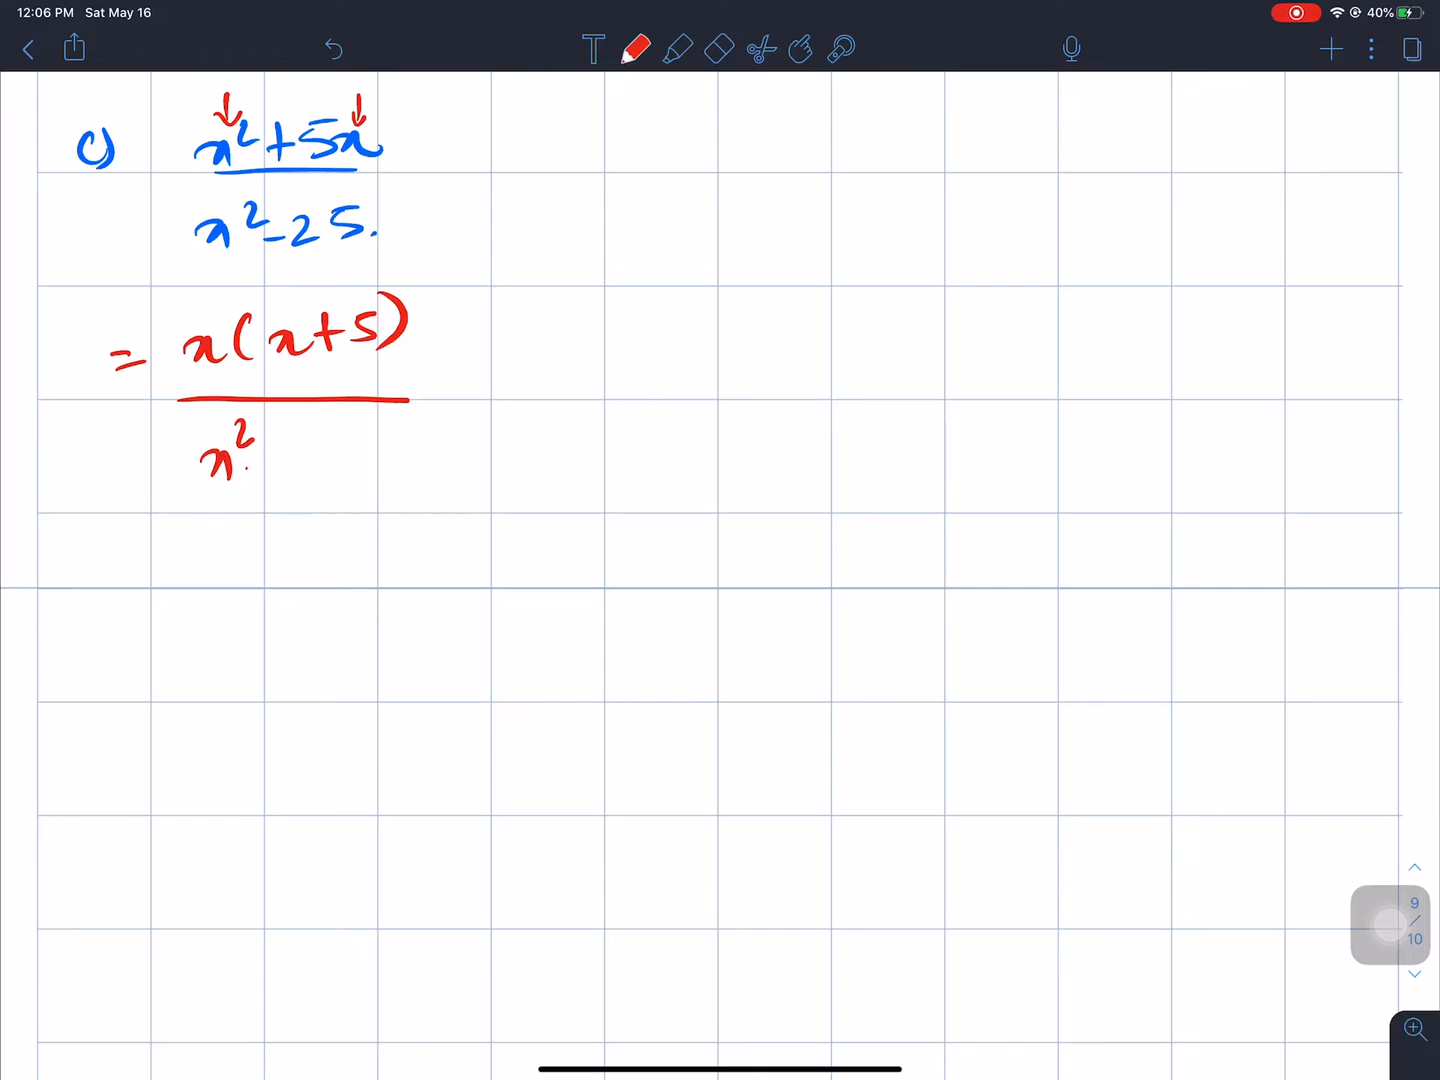 12:06 PM Sat May 16 40%
c) x²+5x
x²-25.
= x(x+5)
x²
9
/
10